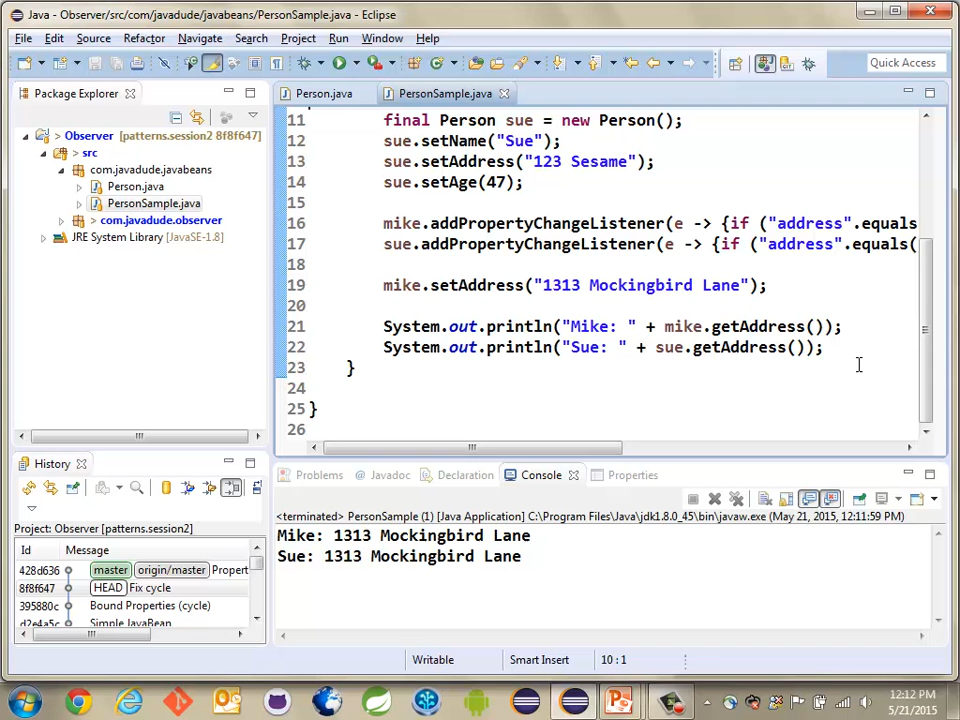 Java - Observer/src/com/javadude/javabeans/PersonSample.java - Eclipse
File Edit Source Refactor Navigate Search Project Run Window Help
Quick Access
Package Explorer
Person.java
PersonSample.java
> Observer [patterns.session2 8f8f647]
> src
com.javadude.javabeans
Person.java
PersonSample.java
> com.javadude.observer
JRE System Library [JavaSE-1.8]
11 final Person sue = new Person();
12 sue.setName("Sue");
13 sue.setAddress("123 Sesame");
14 sue.setAge(47);
15
16 mike.addPropertyChangeListener(e -> {if ("address".equals
17 sue.addPropertyChangeListener(e -> {if ("address".equals(
18
19 mike.setAddress("1313 Mockingbird Lane");
20
21 System.out.println("Mike: " + mike.getAddress());
22 System.out.println("Sue: " + sue.getAddress());
23 }
24
25 }
26
History
Project: Observer [patterns.session2]
Id Message
428d636 master origin/master Propert
8f8f647 HEAD Fix cycle
395880c Bound Properties (cycle)
d2e4a5c Simple JavaBean
Problems @ Javadoc Declaration Console Properties
<terminated> PersonSample (1) [Java Application] C:\Program Files\Java\jdk1.8.0_45\bin\javaw.exe (May 21, 2015, 12:11:59 PM)
Mike: 1313 Mockingbird Lane
Sue: 1313 Mockingbird Lane
Writable Smart Insert 10 : 1
12:12 PM
5/21/2015